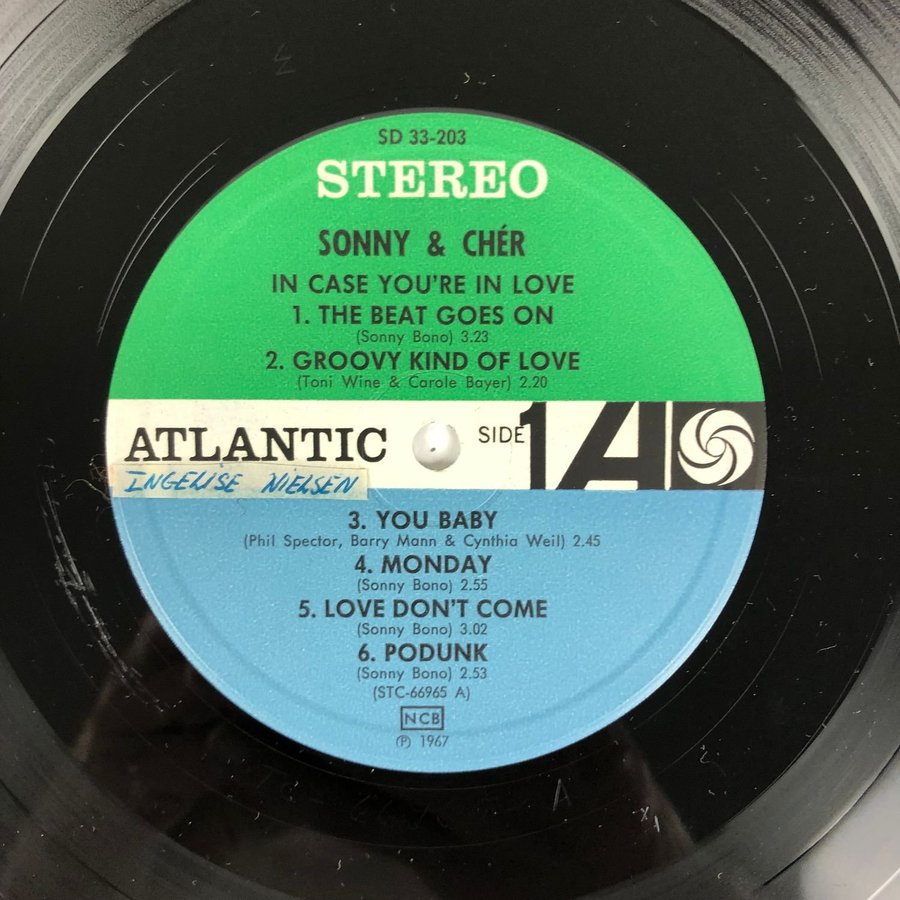 SD 33-203
STEREO
SONNY & CHÉR
IN CASE YOU'RE IN LOVE
1. THE BEAT GOES ON
(Sonny Bono) 3.23
2. GROOVY KIND OF LOVE
(Toni Wine & Carole Bayer) 2.20
ATLANTIC SIDE 1 A
INGELISE NIELSEN
3. YOU BABY
(Phil Spector, Barry Mann & Cynthia Weil) 2.45
4. MONDAY
(Sonny Bono) 2.55
5. LOVE DON'T COME
(Sonny Bono) 3.02
6. PODUNK
(Sonny Bono) 2.53
(STC-66965 A)
NCB
(P) 1967
A